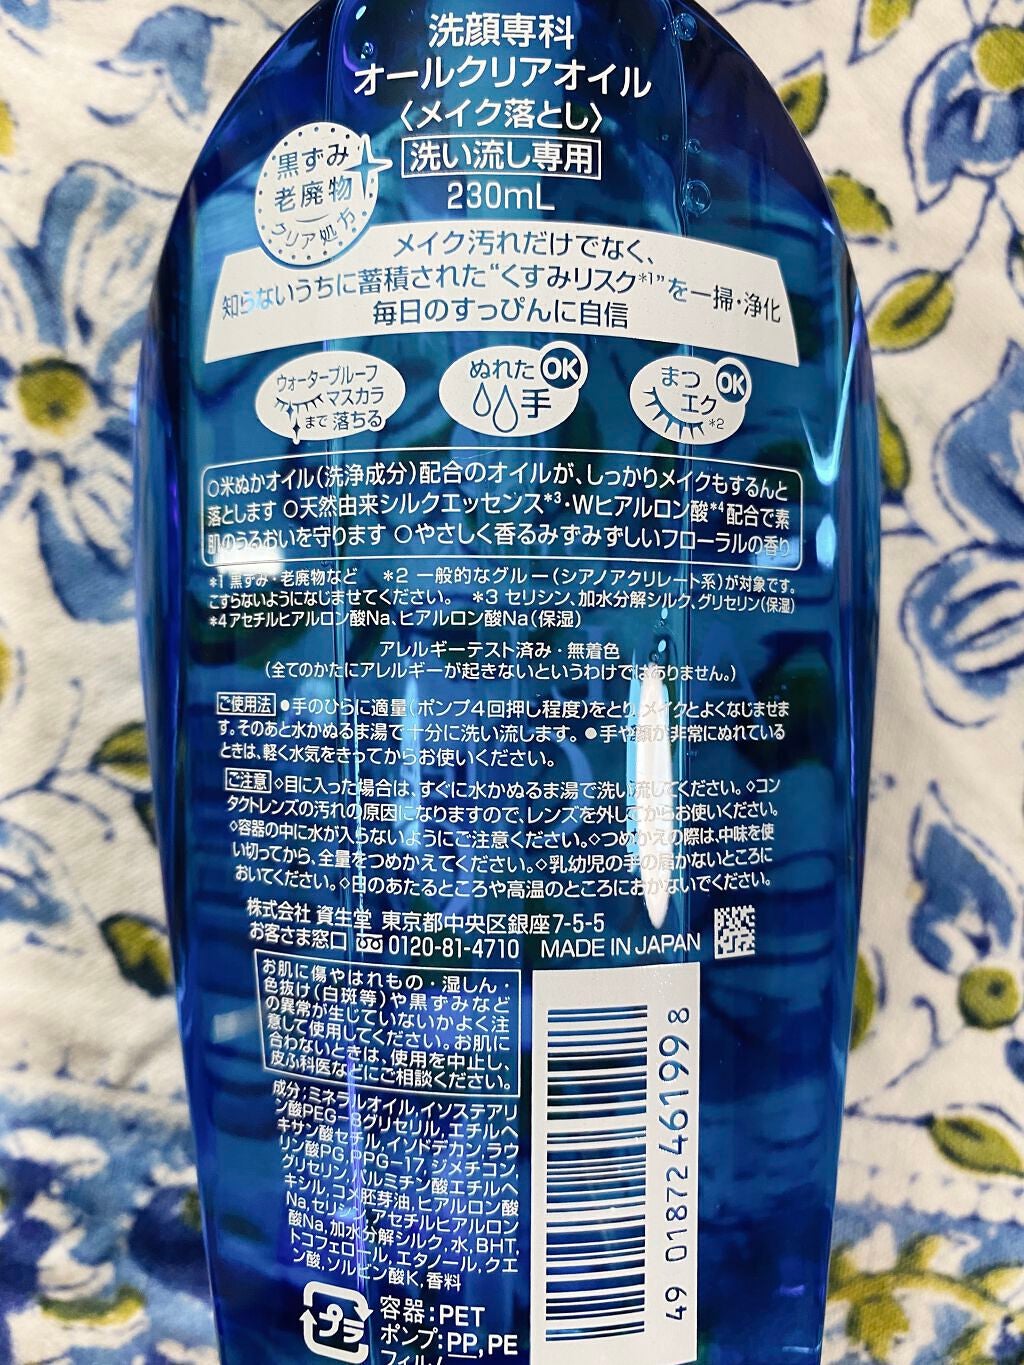 洗顔専科
オールクリアオイル
〈メイク落とし〉
洗い流し専用
230mL
黒ずみ
老廃物
クリア処方
メイク汚れだけでなく、
知らないうちに蓄積された“くすみリスク*1”を一掃・浄化
毎日のすっぴんに自信
ウォータープルーフ
マスカラ
まで 落ちる
ぬれた OK
手
まつ OK
エク*2
○米ぬかオイル(洗浄成分)配合のオイルが、しっかりメイクもするんと
落とします ○天然由来シルクエッセンス*3・Wヒアルロン酸*4配合で素
肌のうるおいを守ります ○やさしく香るみずみずしいフローラルの香り
*1 黒ずみ・老廃物など *2 一般的なグルー(シアノアクリレート系)が対象です。
こすらないようになじませてください。 *3 セリシン、加水分解シルク、グリセリン(保湿)
*4 アセチルヒアルロン酸Na、ヒアルロン酸Na(保湿)
アレルギーテスト済み・無着色
(全てのかたにアレルギーが起きないというわけではありません。)
ご使用法 ●手のひらに適量(ポンプ4回押し程度)をとり、メイクとよくなじませま
す。そのあと水かぬるま湯で十分に洗い流します。 ●手や顔が非常にぬれている
ときは、軽く水気をきってからお使いください。
ご注意 ◇目に入った場合は、すぐに水かぬるま湯で洗い流してください。◇コン
タクトレンズの汚れの原因になりますので、レンズを外してからお使いください。
◇容器の中に水が入らないようにご注意ください。◇つめかえの際は、中味を使
い切ってから、全量をつめかえてください。◇乳幼児の手の届かないところに
おいてください。◇日のあたるところや高温のところにおかないでください。
株式会社 資生堂 東京都中央区銀座7-5-5
お客さま窓口 0120-81-4710 MADE IN JAPAN
お肌に傷やはれもの・湿しん・
色抜け(白斑等)や黒ずみなど
の異常が生じていないかよく注
意して使用してください。お肌に
合わないときは、使用を中止し、
皮ふ科医などにご相談ください。
成分:ミネラルオイル,イソステアリ
ン酸PEG-8グリセリル,エチルヘ
キサン酸セチル,イソドデカン,ラウ
リン酸PG,PPG-17,ジメチコン,
グリセリン,パルミチン酸エチルヘ
キシル,コメ胚芽油,ヒアルロン酸
Na,セリシン,アセチルヒアルロン
酸Na,加水分解シルク,水,BHT,
トコフェロール,エタノール,クエ
ン酸,ソルビン酸K,香料
プラ
容器:PET
ポンプ:PP,PE
フィルム
49 01872 461998